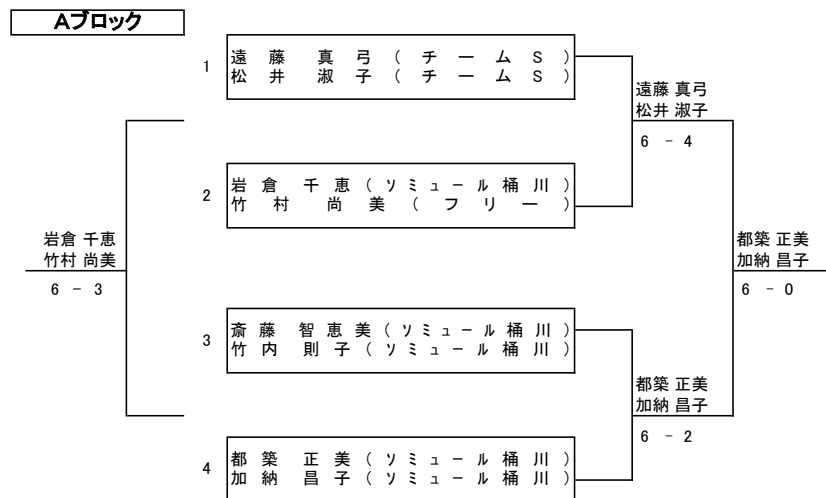 Aブロック
1
遠藤 真弓 (チームS)
松井 淑子 (チームS)
遠藤 真弓
松井 淑子
6 - 4
2
岩倉 千恵 (ソミュール桶川)
竹村 尚美 (フリー)
岩倉 千恵
竹村 尚美
6 - 3
都築 正美
加納 昌子
6 - 0
3
斎藤 智恵美 (ソミュール桶川)
竹内 則子 (ソミュール桶川)
都築 正美
加納 昌子
6 - 2
4
都築 正美 (ソミュール桶川)
加納 昌子 (ソミュール桶川)